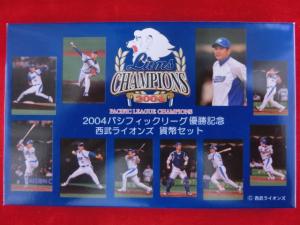 Lions
CHAMPIONS
2004
PACIFIC LEAGUE CHAMPIONS
2004パシフィックリーグ優勝記念
西武ライオンズ 貨幣セット
© 西武ライオンズ